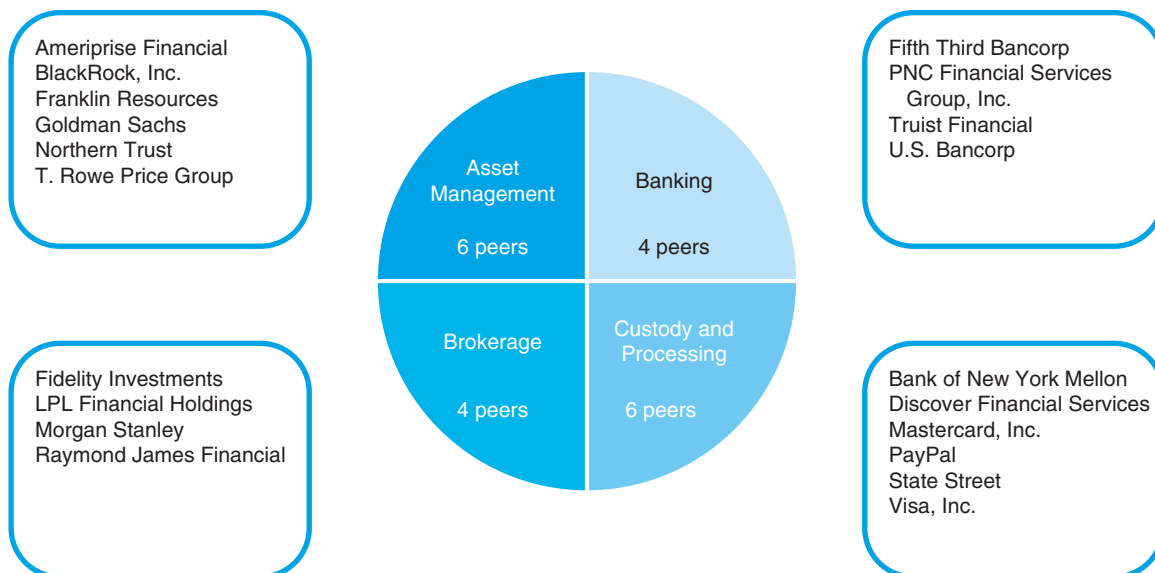 Ameriprise Financial
BlackRock, Inc.
Franklin Resources
Goldman Sachs
Northern Trust
T. Rowe Price Group
Asset
Management
6 peers
Banking
4 peers
Fifth Third Bancorp
PNC Financial Services
Group, Inc.
Truist Financial
U.S. Bancorp
Fidelity Investments
LPL Financial Holdings
Morgan Stanley
Raymond James Financial
Brokerage
4 peers
Custody and
Processing
6 peers
Bank of New York Mellon
Discover Financial Services
Mastercard, Inc.
PayPal
State Street
Visa, Inc.